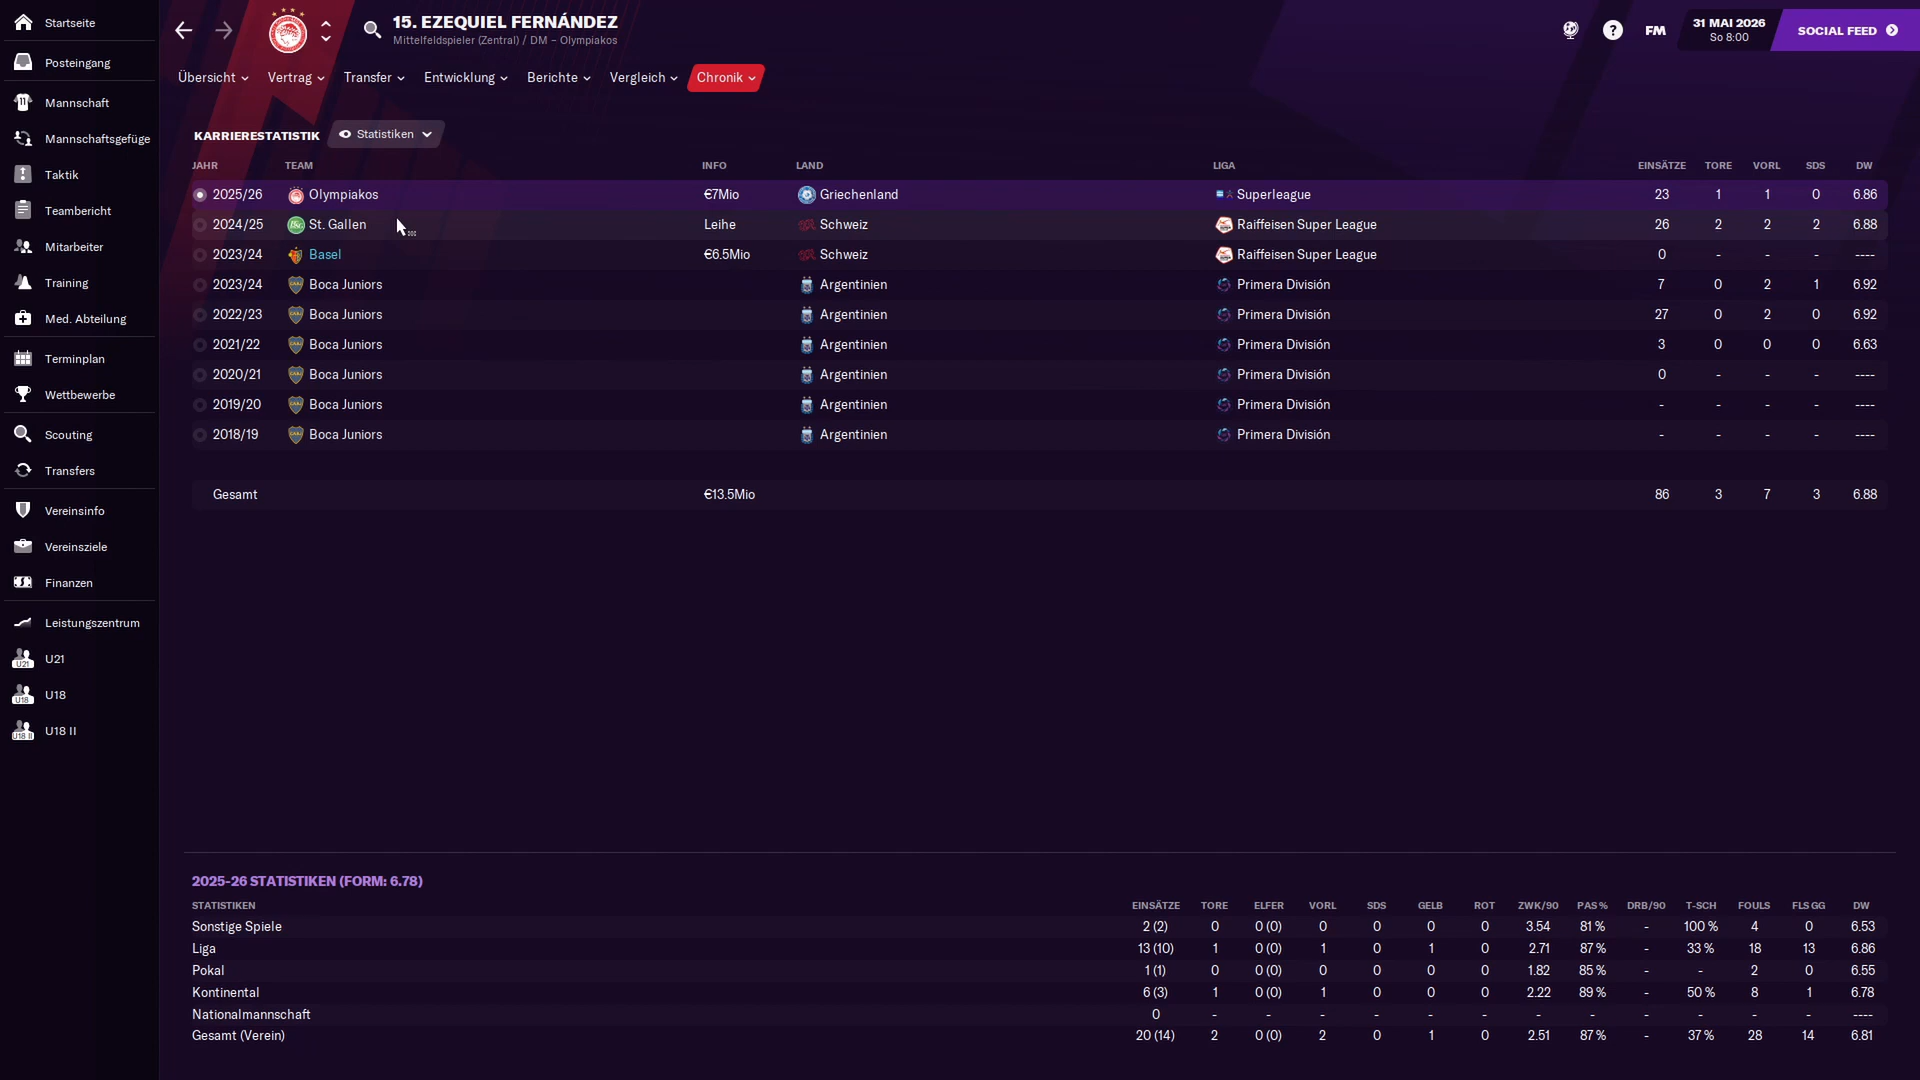 Startseite
Posteingang
Mannschaft
Mannschaftsgefüge
Taktik
Teambericht
Mitarbeiter
Training
Med. Abteilung
Terminplan
Wettbewerbe
Scouting
Transfers
Vereinsinfo
Vereinsziele
Finanzen
Leistungszentrum
U21 U21
U18 U18
U18 II U18 II
15. EZEQUIEL FERNÁNDEZ
Mittelfeldspieler (Zentral) / DM – Olympiakos
? FM 31 MAI 2026 So 8:00 SOCIAL FEED
Übersicht Vertrag Transfer Entwicklung Berichte Vergleich Chronik
KARRIERESTATISTIK Statistiken
JAHR TEAM INFO LAND LIGA EINSÄTZE TORE VORL SDS DW
2025/26 Olympiakos €7Mio Griechenland Superleague 23 1 1 0 6.86
2024/25 St. Gallen Leihe Schweiz Raiffeisen Super League 26 2 2 2 6.88
2023/24 Basel €6.5Mio Schweiz Raiffeisen Super League 0 - - - ----
2023/24 Boca Juniors Argentinien Primera División 7 0 2 1 6.92
2022/23 Boca Juniors Argentinien Primera División 27 0 2 0 6.92
2021/22 Boca Juniors Argentinien Primera División 3 0 0 0 6.63
2020/21 Boca Juniors Argentinien Primera División 0 - - - ----
2019/20 Boca Juniors Argentinien Primera División - - - - ----
2018/19 Boca Juniors Argentinien Primera División - - - - ----
Gesamt €13.5Mio 86 3 7 3 6.88
2025-26 STATISTIKEN (FORM: 6.78)
STATISTIKEN EINSÄTZE TORE ELFER VORL SDS GELB ROT ZWK/90 PAS % DRB/90 T-SCH FOULS FLS GG DW
Sonstige Spiele 2 (2) 0 0 (0) 0 0 0 0 3.54 81 % - 100 % 4 0 6.53
Liga 13 (10) 1 0 (0) 1 0 1 0 2.71 87 % - 33 % 18 13 6.86
Pokal 1 (1) 0 0 (0) 0 0 0 0 1.82 85 % - - 2 0 6.55
Kontinental 6 (3) 1 0 (0) 1 0 0 0 2.22 89 % - 50 % 8 1 6.78
Nationalmannschaft 0 - - - - - - - - - - - - ----
Gesamt (Verein) 20 (14) 2 0 (0) 2 0 1 0 2.51 87 % - 37 % 28 14 6.81